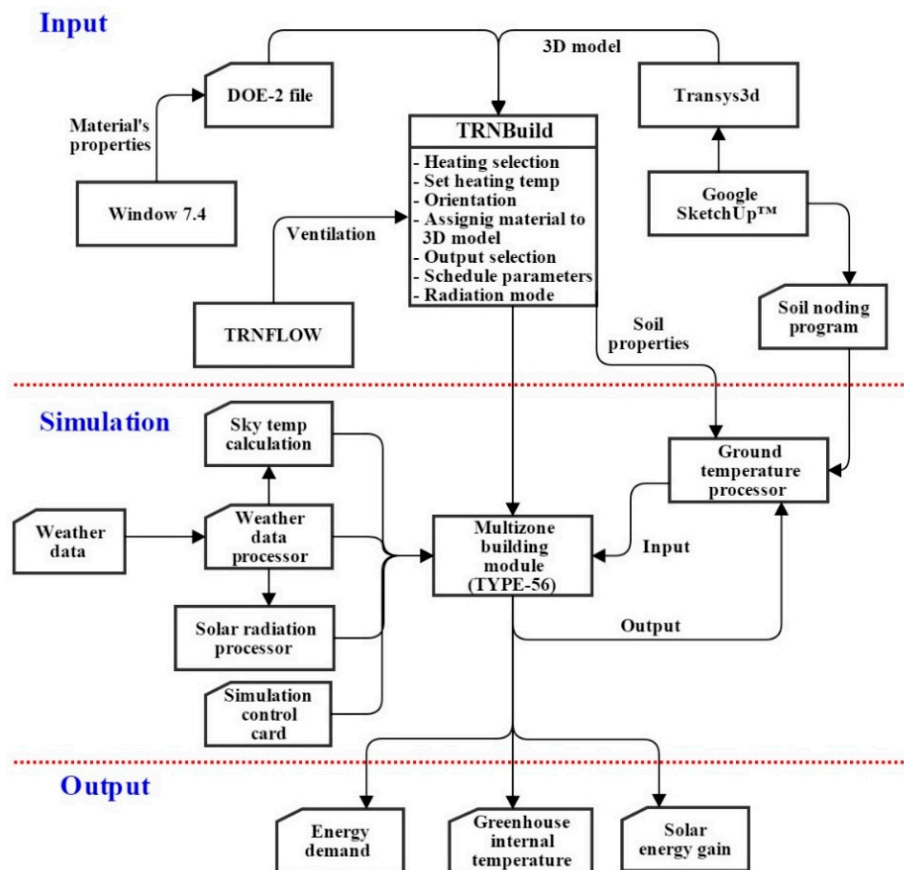 Input
3D model
DOE-2 file
Transys3d
Material's
properties
TRNBuild
- Heating selection
- Set heating temp
- Orientation
- Assignig material to
3D model
- Output selection
- Schedule parameters
- Radiation mode
Window 7.4
Google
SketchUp™
Ventilation
TRNFLOW
Soil
properties
Soil noding
program
Simulation
Sky temp
calculation
Ground
temperature
processor
Weather
data
Weather data
processor
Multizone
building
module
(TYPE-56)
Input
Solar radiation
processor
Output
Simulation
control
card
Output
Energy
demand
Greenhouse
internal
temperature
Solar
energy gain